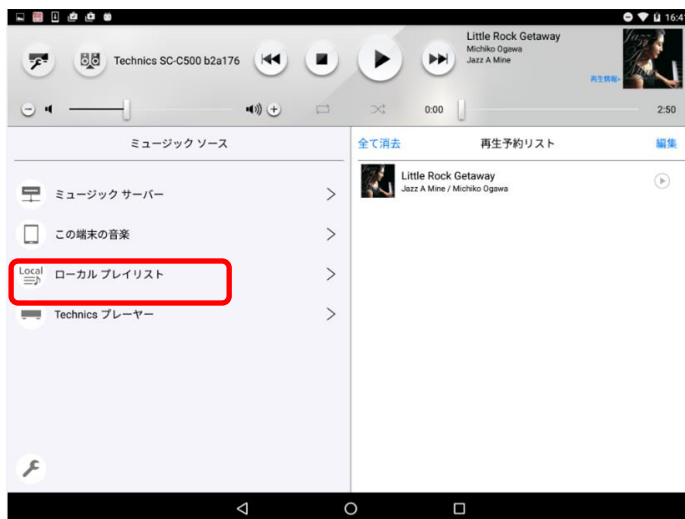 16:4
Technics SC-C500 b2a176
Little Rock Getaway
Michiko Ogawa
Jazz A Mine
再生情報
0:00
2:50
ミュージック ソース
ミュージック サーバー
この端末の音楽
Local
ローカル プレイリスト
Technics プレーヤー
全て消去
再生予約リスト
編集
Little Rock Getaway
Jazz A Mine / Michiko Ogawa